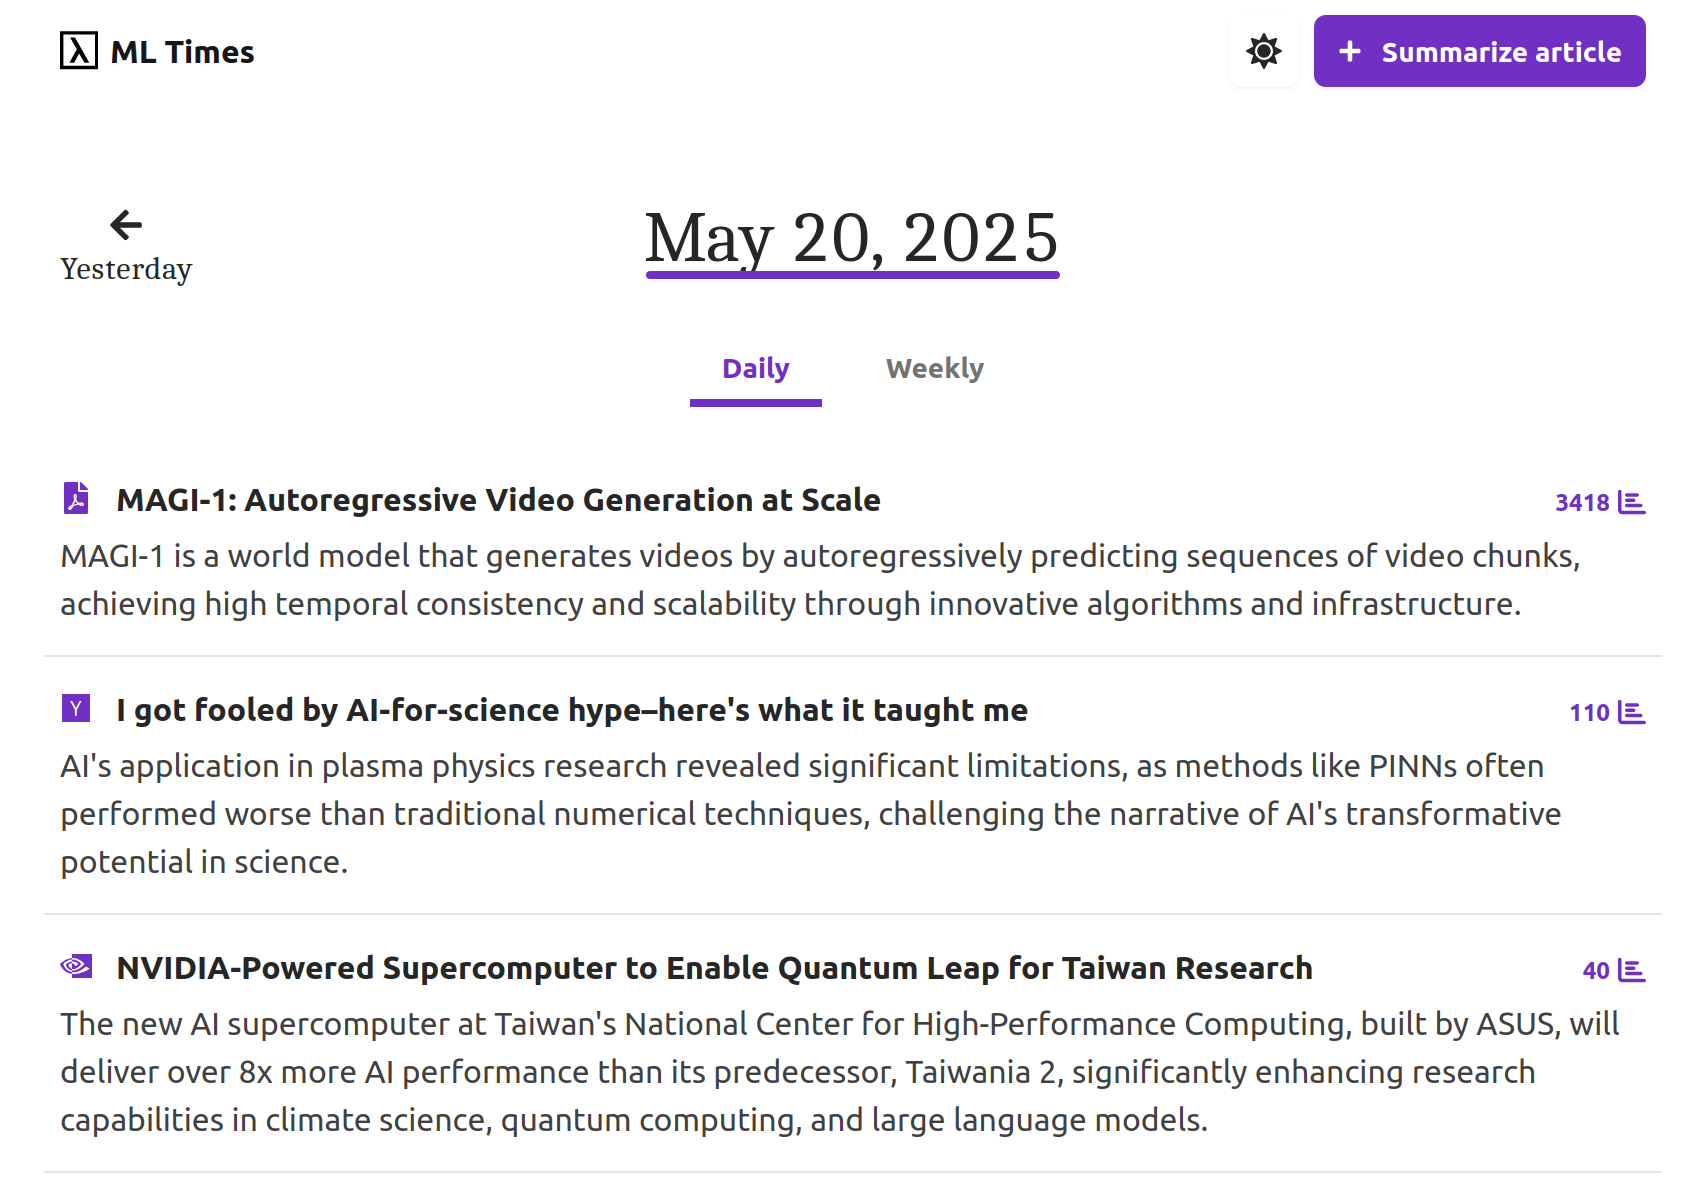 λ ML Times
+ Summarize article
Yesterday
May 20, 2025
Daily
Weekly
MAGI-1: Autoregressive Video Generation at Scale
3418
MAGI-1 is a world model that generates videos by autoregressively predicting sequences of video chunks,
achieving high temporal consistency and scalability through innovative algorithms and infrastructure.
Y I got fooled by AI-for-science hype–here's what it taught me
110
AI's application in plasma physics research revealed significant limitations, as methods like PINNs often
performed worse than traditional numerical techniques, challenging the narrative of AI's transformative
potential in science.
NVIDIA-Powered Supercomputer to Enable Quantum Leap for Taiwan Research
40
The new AI supercomputer at Taiwan's National Center for High-Performance Computing, built by ASUS, will
deliver over 8x more AI performance than its predecessor, Taiwania 2, significantly enhancing research
capabilities in climate science, quantum computing, and large language models.